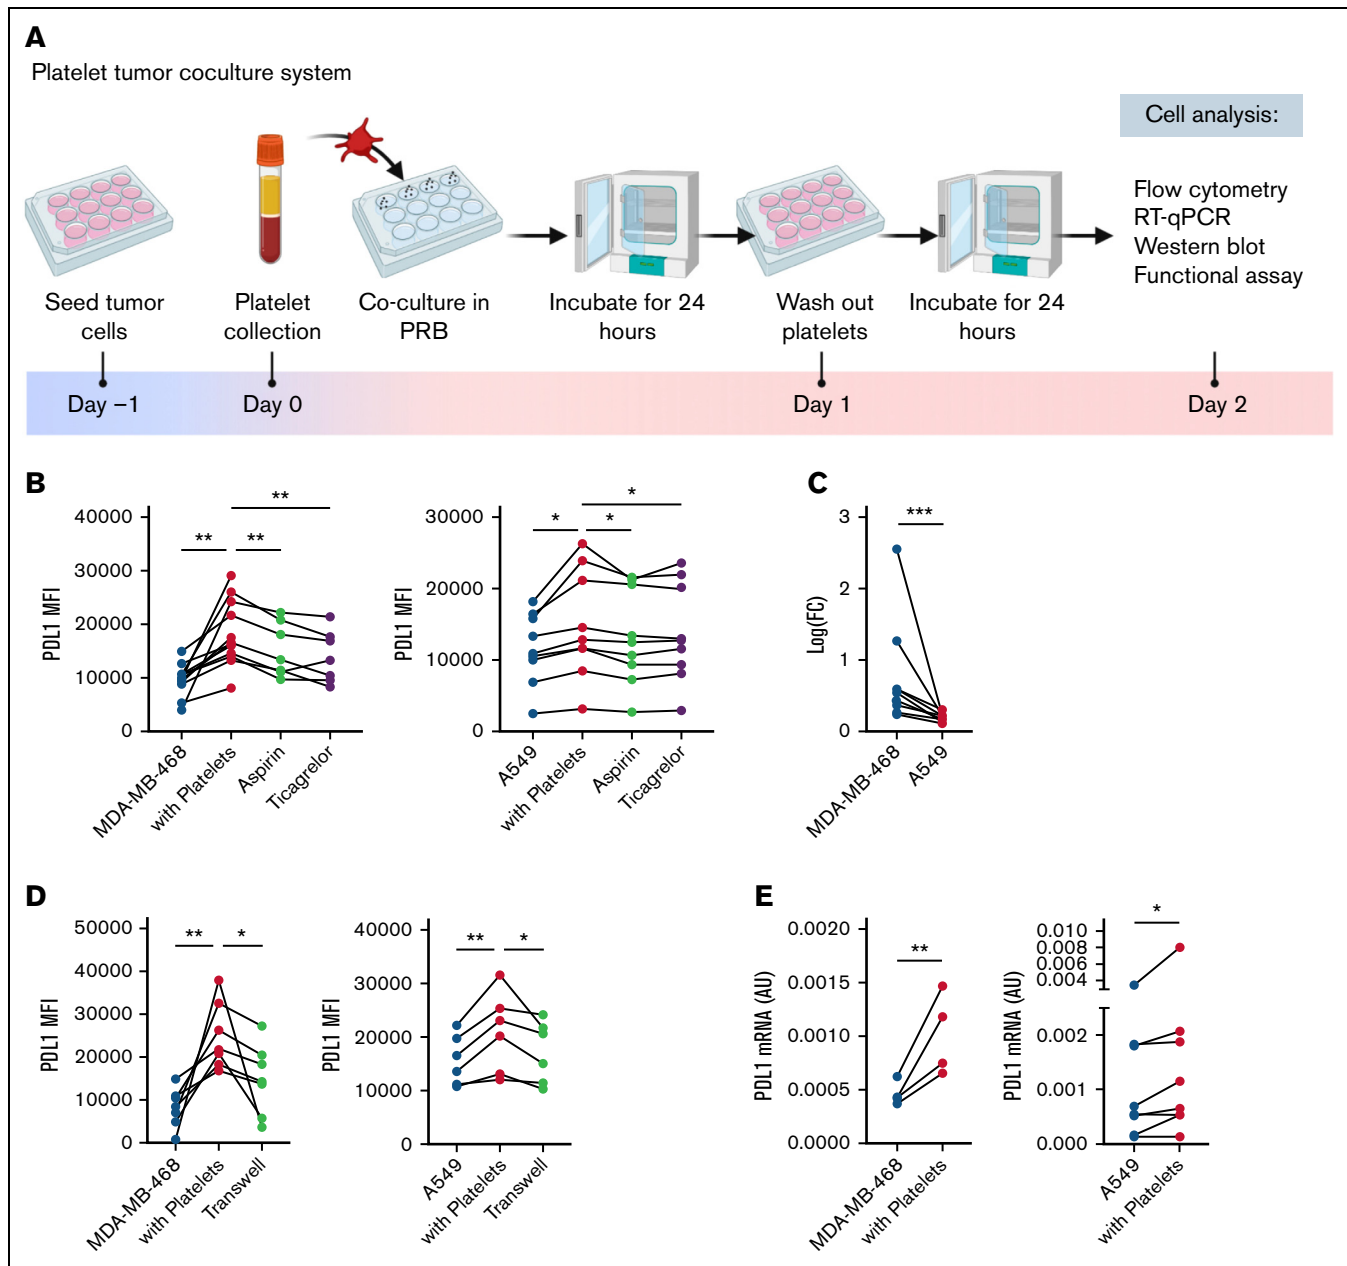 A
Platelet tumor coculture system
Cell analysis:
Flow cytometry
RT-qPCR
Western blot
Functional assay
Seed tumor
cells
Platelet
collection
Co-culture in
PRB
Incubate for 24
hours
Wash out
platelets
Incubate for 24
hours
Day −1
Day 0
Day 1
Day 2
B
PDL1 MFI
40000
30000
20000
10000
0
** ** **
MDA-MB-468
with Platelets
Aspirin
Ticagrelor
PDL1 MFI
30000
20000
10000
0
* * *
A549
with Platelets
Aspirin
Ticagrelor
C
Log(FC)
3
2
1
0
***
MDA-MB-468
A549
D
PDL1 MFI
50000
40000
30000
20000
10000
0
** *
MDA-MB-468
with Platelets
Transwell
PDL1 MFI
40000
30000
20000
10000
0
** *
A549
with Platelets
Transwell
E
PDL1 mRNA (AU)
0.0020
0.0015
0.0010
0.0005
0.0000
**
MDA-MB-468
with Platelets
PDL1 mRNA (AU)
0.010
0.008
0.006
0.004
0.002
0.001
0.000
*
A549
with Platelets